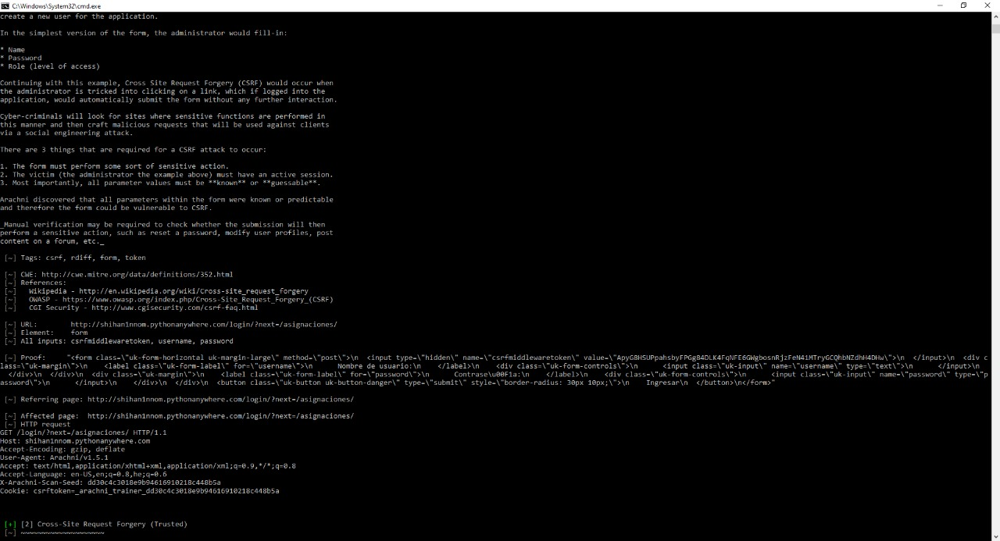 C:\Windows\System32\cmd.exe
create a new user for the application.
In the simplest version of the form, the administrator would fill-in:
* Name
* Password
* Role (level of access)
Continuing with this example, Cross Site Request Forgery (CSRF) would occur when
the administrator is tricked into clicking on a link, which if logged into the
application, would automatically submit the form without any further interaction.
Cyber-criminals will look for sites where sensitive functions are performed in
this manner and then craft malicious requests that will be used against clients
via a social engineering attack.
There are 3 things that are required for a CSRF attack to occur:
1. The form must perform some sort of sensitive action.
2. The victim (the administrator the example above) must have an active session.
3. Most importantly, all parameter values must be **known** or **guessable**.
Arachni discovered that all parameters within the form were known or predictable
and therefore the form could be vulnerable to CSRF.
_Manual verification may be required to check whether the submission will then
perform a sensitive action, such as reset a password, modify user profiles, post
content on a forum, etc._
[~] Tags: csrf, rdiff, form, token
[~] CWE: http://cwe.mitre.org/data/definitions/352.html
[~] References:
[~]   Wikipedia - http://en.wikipedia.org/wiki/Cross-site_request_forgery
[~]   OWASP - https://www.owasp.org/index.php/Cross-Site_Request_Forgery_(CSRF)
[~]   CGI Security - http://www.cgisecurity.com/csrf-faq.html
[~] URL:        http://shihan1nnom.pythonanywhere.com/login/?next=/asignaciones/
[~] Element:    form
[~] All inputs: csrfmiddlewaretoken, username, password
[~] Proof:     "<form class=\"uk-form-horizontal uk-margin-large\" method=\"post\">\n  <input type=\"hidden\" name=\"csrfmiddlewaretoken\" value=\"ApyG8HSUPpahsbyFPGg84DLK4FqNFE6GWgbosnRjzFeN41MTryGCQhbNZdhH4DHw\">\n  </input>\n  <div c
lass=\"uk-margin\">\n    <label class=\"uk-form-label\" for=\"username\">\n      Nombre de usuario:\n    </label>\n    <div class=\"uk-form-controls\">\n      <input class=\"uk-input\" name=\"username\" type=\"text\">\n      </input>\n
</div>\n  </div>\n  <div class=\"uk-margin\">\n    <label class=\"uk-form-label\" for=\"password\">\n      Contrase\u00F1a:\n    </label>\n    <div class=\"uk-form-controls\">\n      <input class=\"uk-input\" name=\"password\" type=\"p
assword\">\n      </input>\n    </div>\n  </div>\n  <button class=\"uk-button uk-button-danger\" type=\"submit\" style=\"border-radius: 30px 10px;\">\n    Ingresar\n  </button>\n</form>"
[~] Referring page: http://shihan1nnom.pythonanywhere.com/login/?next=/asignaciones/
[~] Affected page:  http://shihan1nnom.pythonanywhere.com/login/?next=/asignaciones/
[~] HTTP request
GET /login/?next=/asignaciones/ HTTP/1.1
Host: shihan1nnom.pythonanywhere.com
Accept-Encoding: gzip, deflate
User-Agent: Arachni/v1.5.1
Accept: text/html,application/xhtml+xml,application/xml;q=0.9,*/*;q=0.8
Accept-Language: en-US,en;q=0.8,he;q=0.6
X-Arachni-Scan-Seed: dd30c4c3018e9b94616910218c448b5a
Cookie: csrftoken=_arachni_trainer_dd30c4c3018e9b94616910218c448b5a
[+] [2] Cross-Site Request Forgery (Trusted)
[~] ~~~~~~~~~~~~~~~~~~~~